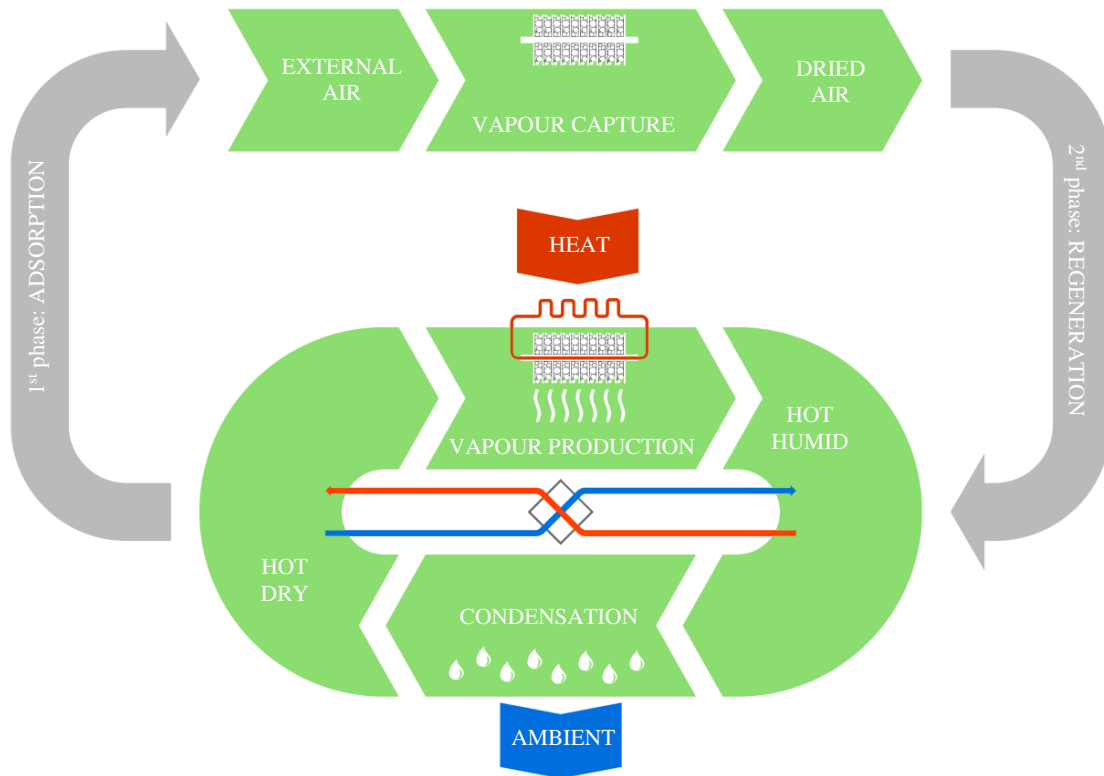 EXTERNAL
AIR
VAPOUR CAPTURE
DRIED
AIR
1st phase: ADSORPTION
2nd phase: REGENERATION
HEAT
VAPOUR PRODUCTION
HOT
HUMID
HOT
DRY
CONDENSATION
AMBIENT